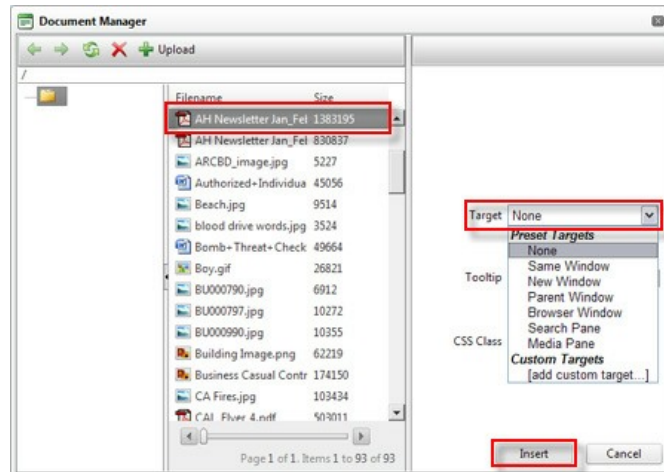 Document Manager
Upload
/
Filename Size
AH Newsletter Jan_Fel 1383195
AH Newsletter Jan_Fel 830837
ARCBD_image.jpg 5227
Authorized+Individua 45056
Beach.jpg 9514
blood drive words.jpg 3524
Bomb+Threat+Check 49664
Boy.gif 26821
BU000790.jpg 6912
BU000797.jpg 10272
BU000990.jpg 10355
Building Image.png 62219
Business Casual Contr 174150
CA Fires.jpg 103434
CAL Flyer 4.pdf 503011
Page 1 of 1. Items 1 to 93 of 93
Target None
Preset Targets
None
Same Window
New Window
Parent Window
Browser Window
Search Pane
Media Pane
Custom Targets
[add custom target...]
Tooltip
CSS Class
Insert Cancel